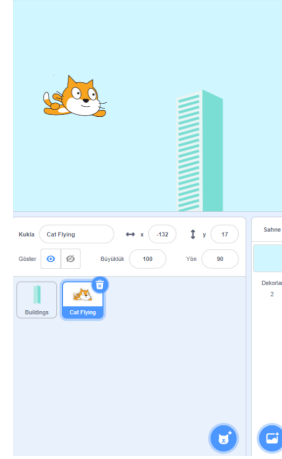 Kukla Cat Flying x -132 y 17
Sahne
Göster Büyüklük 100 Yön 90
Dekorla
2
Buildings Cat Flying